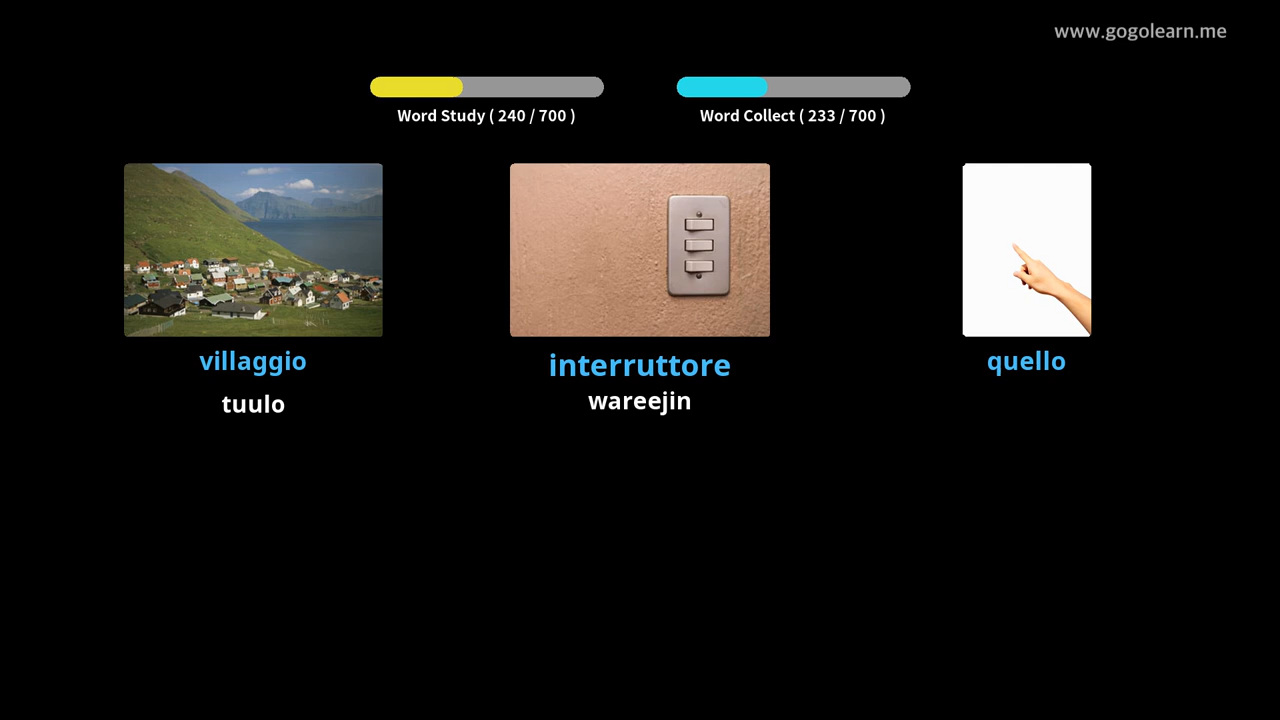 www.gogolearn.me
Word Study ( 240 / 700 )
Word Collect ( 233 / 700 )
villaggio
interruttore
quello
tuulo
wareejin